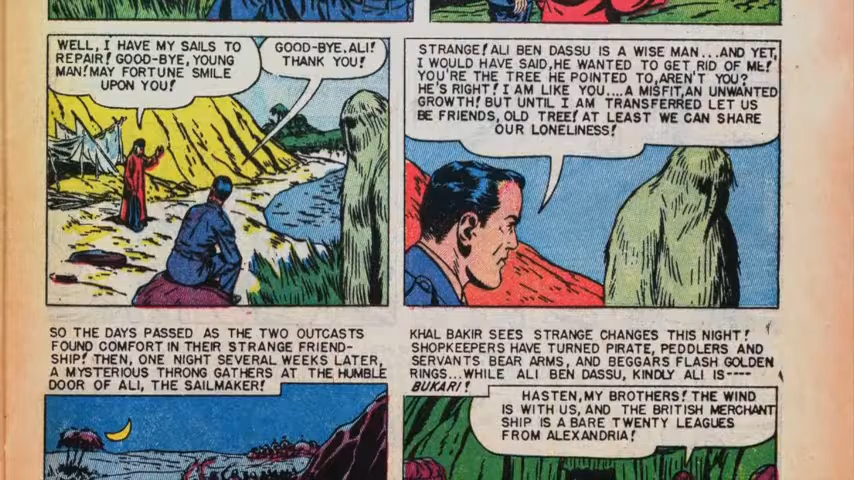 WELL, I HAVE MY SAILS TO
REPAIR! GOOD-BYE, YOUNG
MAN! MAY FORTUNE SMILE
UPON YOU!
GOOD-BYE, ALI!
THANK YOU!
STRANGE! ALI BEN DASSU IS A WISE MAN...AND YET,
I WOULD HAVE SAID, HE WANTED TO GET RID OF ME!
YOU'RE THE TREE HE POINTED TO, AREN'T YOU?
HE'S RIGHT! I AM LIKE YOU....A MISFIT, AN UNWANTED
GROWTH! BUT UNTIL I AM TRANSFERRED LET US
BE FRIENDS, OLD TREE! AT LEAST WE CAN SHARE
OUR LONELINESS!
SO THE DAYS PASSED AS THE TWO OUTCASTS
FOUND COMFORT IN THEIR STRANGE FRIEND-
SHIP! THEN, ONE NIGHT SEVERAL WEEKS LATER,
A MYSTERIOUS THRONG GATHERS AT THE HUMBLE
DOOR OF ALI, THE SAILMAKER!
KHAL BAKIR SEES STRANGE CHANGES THIS NIGHT!
SHOPKEEPERS HAVE TURNED PIRATE, PEDDLERS AND
SERVANTS BEAR ARMS, AND BEGGARS FLASH GOLDEN
RINGS...WHILE ALI BEN DASSU, KINDLY ALI IS----
BUKARI!
HASTEN, MY BROTHERS! THE WIND
IS WITH US, AND THE BRITISH MERCHANT
SHIP IS A BARE TWENTY LEAGUES
FROM ALEXANDRIA!